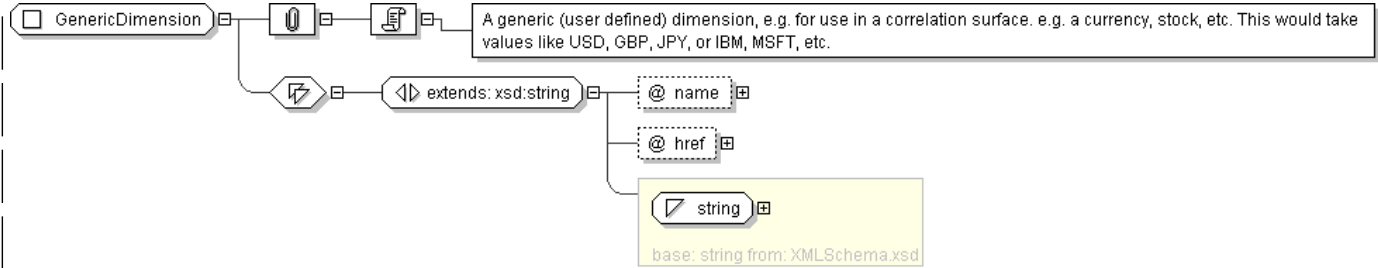 GenericDimension
A generic (user defined) dimension, e.g. for use in a correlation surface. e.g. a currency, stock, etc. This would take
values like USD, GBP, JPY, or IBM, MSFT, etc.
extends: xsd:string
@ name
@ href
string
base: string from: XMLSchema.xsd